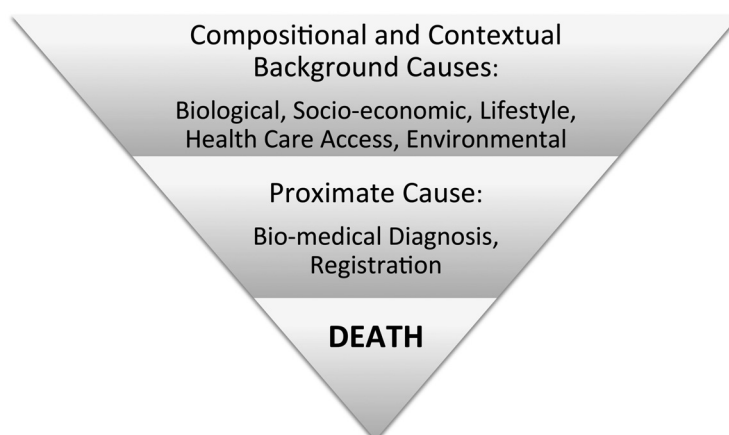 Compositional and Contextual
Background Causes:
Biological, Socio-economic, Lifestyle,
Health Care Access, Environmental
Proximate Cause:
Bio-medical Diagnosis,
Registration
DEATH